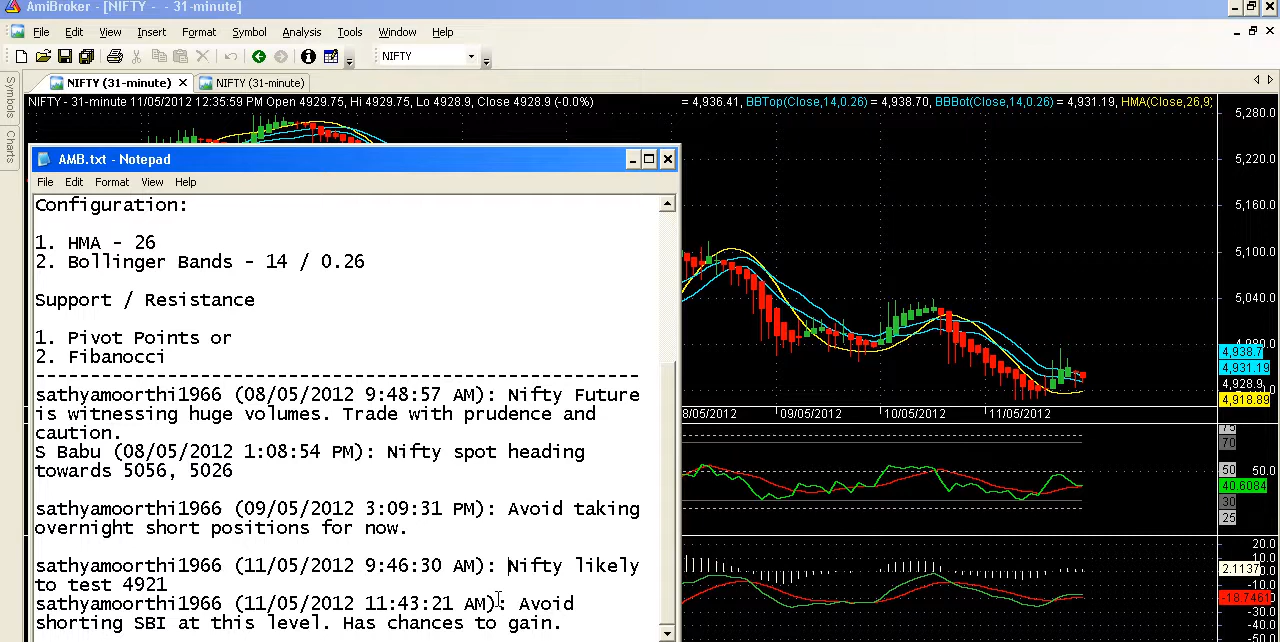 AmiBroker - [NIFTY - - 31-minute]
File Edit View Insert Format Symbol Analysis Tools Window Help
NIFTY
NIFTY (31-minute) NIFTY (31-minute)
Symbols
Charts
NIFTY - 31-minute 11/05/2012 12:35:59 PM Open 4929.75, Hi 4929.75, Lo 4928.9, Close 4928.9 (-0.0%) = 4,936.41, BBTop(Close,14,0.26) = 4,938.70, BBBot(Close,14,0.26) = 4,931.19, HMA(Close,26,9)
AMB.txt - Notepad
File Edit Format View Help
Configuration:
1. HMA - 26
2. Bollinger Bands - 14 / 0.26
Support / Resistance
1. Pivot Points or
2. Fibanocci
---------------------------------------------------------
sathyamoorthi1966 (08/05/2012 9:48:57 AM): Nifty Future
is witnessing huge volumes. Trade with prudence and
caution.
S Babu (08/05/2012 1:08:54 PM): Nifty spot heading
towards 5056, 5026
sathyamoorthi1966 (09/05/2012 3:09:31 PM): Avoid taking
overnight short positions for now.
sathyamoorthi1966 (11/05/2012 9:46:30 AM): Nifty likely
to test 4921
sathyamoorthi1966 (11/05/2012 11:43:21 AM): Avoid
shorting SBI at this level. Has chances to gain.
5,280.0
5,220.0
5,160.0
5,100.0
5,040.0
4,938.7
4,931.19
4,928.9
4,918.89
8/05/2012 09/05/2012 10/05/2012 11/05/2012
75
70
50 50.0
40.6084
30
25
20.0
10.0
2.1137
-10.0
-18.7461
-30.0
-40.0
-50.0